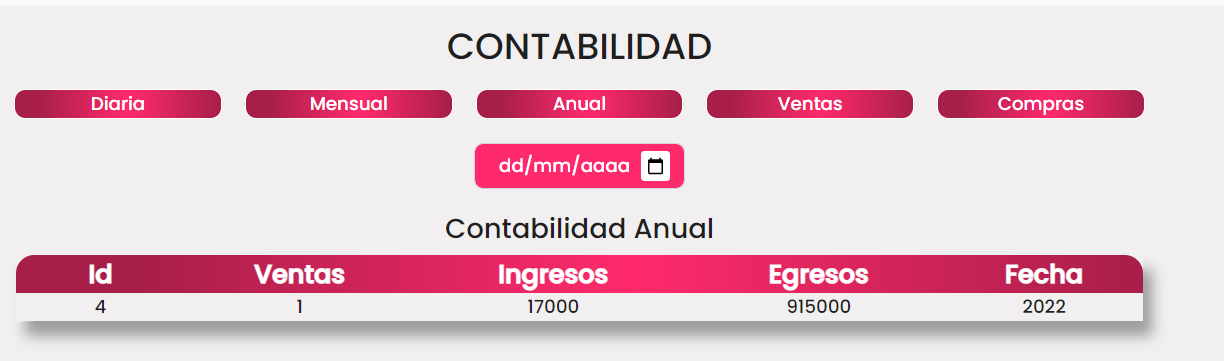 CONTABILIDAD
Diaria Mensual Anual Ventas Compras
dd/mm/aaaa
Contabilidad Anual
Id Ventas Ingresos Egresos Fecha
4 1 17000 915000 2022